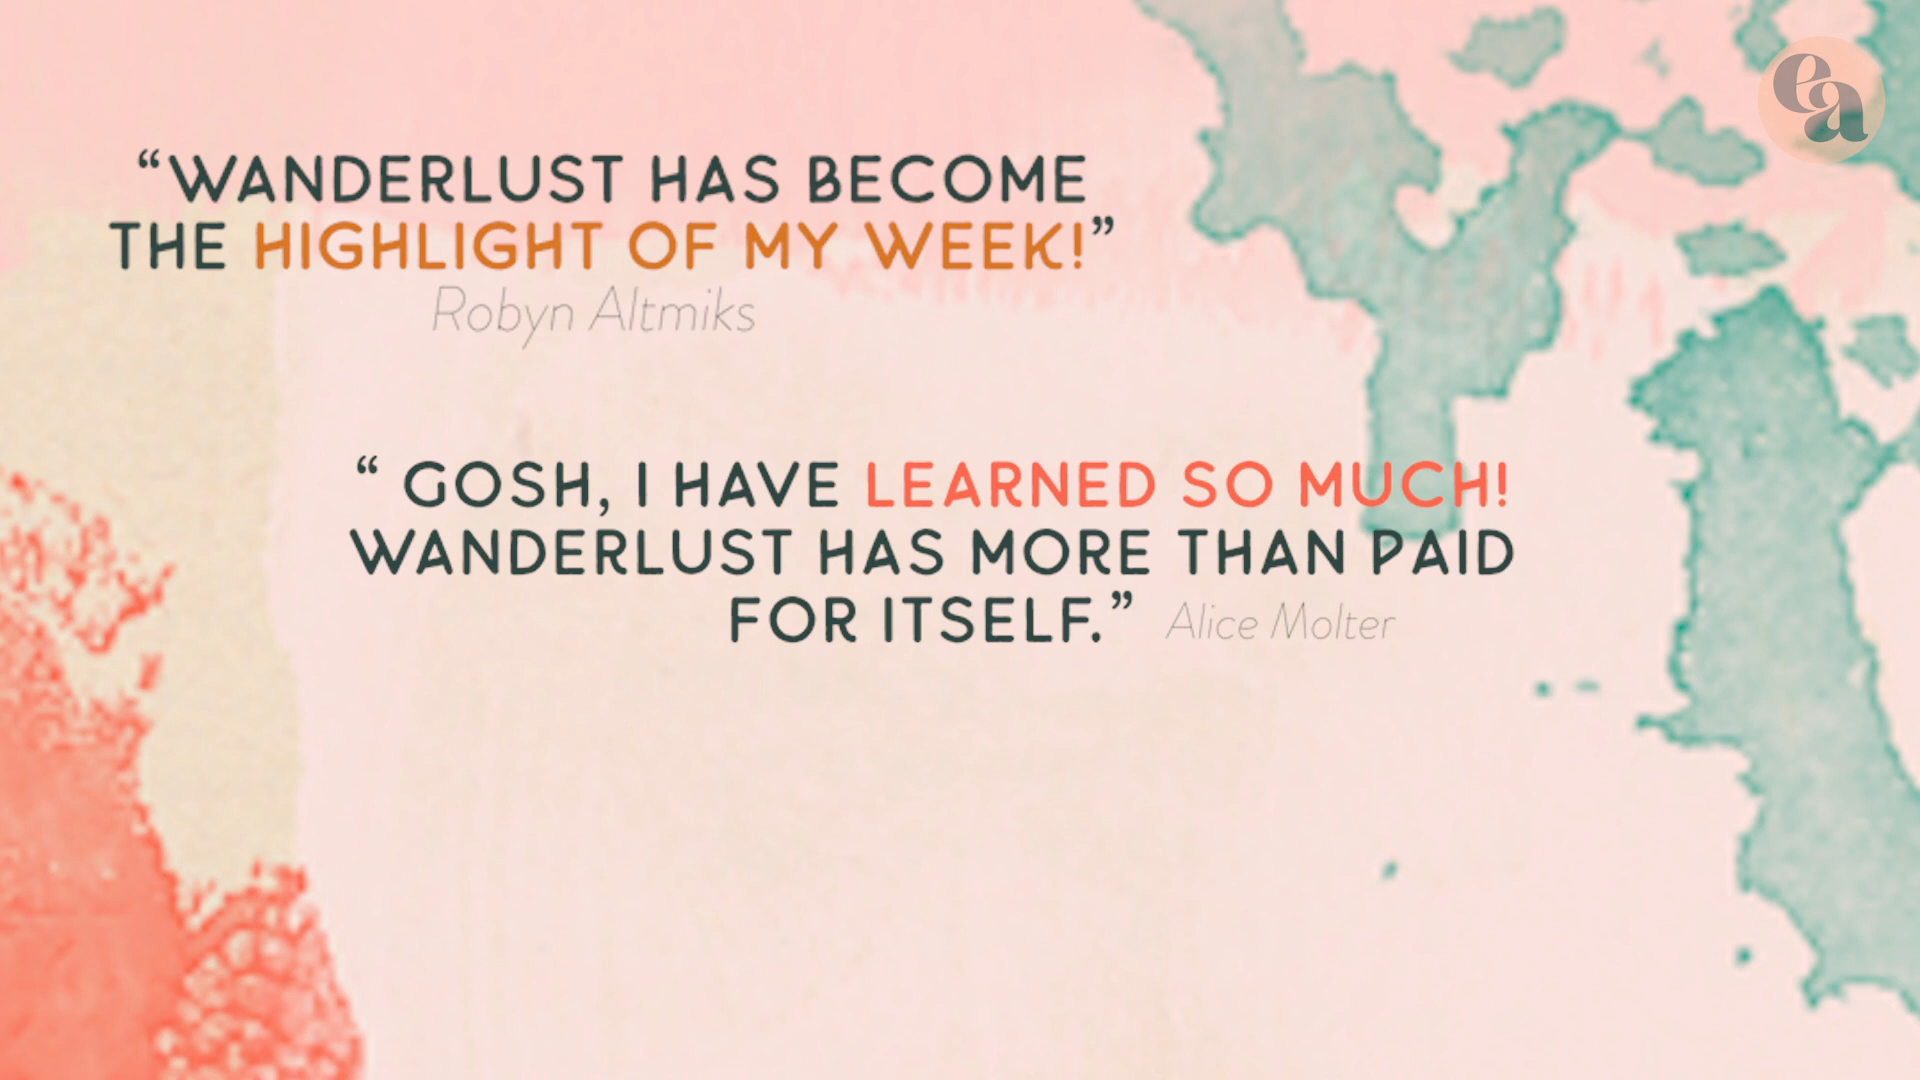 “WANDERLUST HAS BECOME
THE HIGHLIGHT OF MY WEEK!”
Robyn Altmiks
“ GOSH, I HAVE LEARNED SO MUCH!
WANDERLUST HAS MORE THAN PAID
FOR ITSELF.” Alice Molter
ea